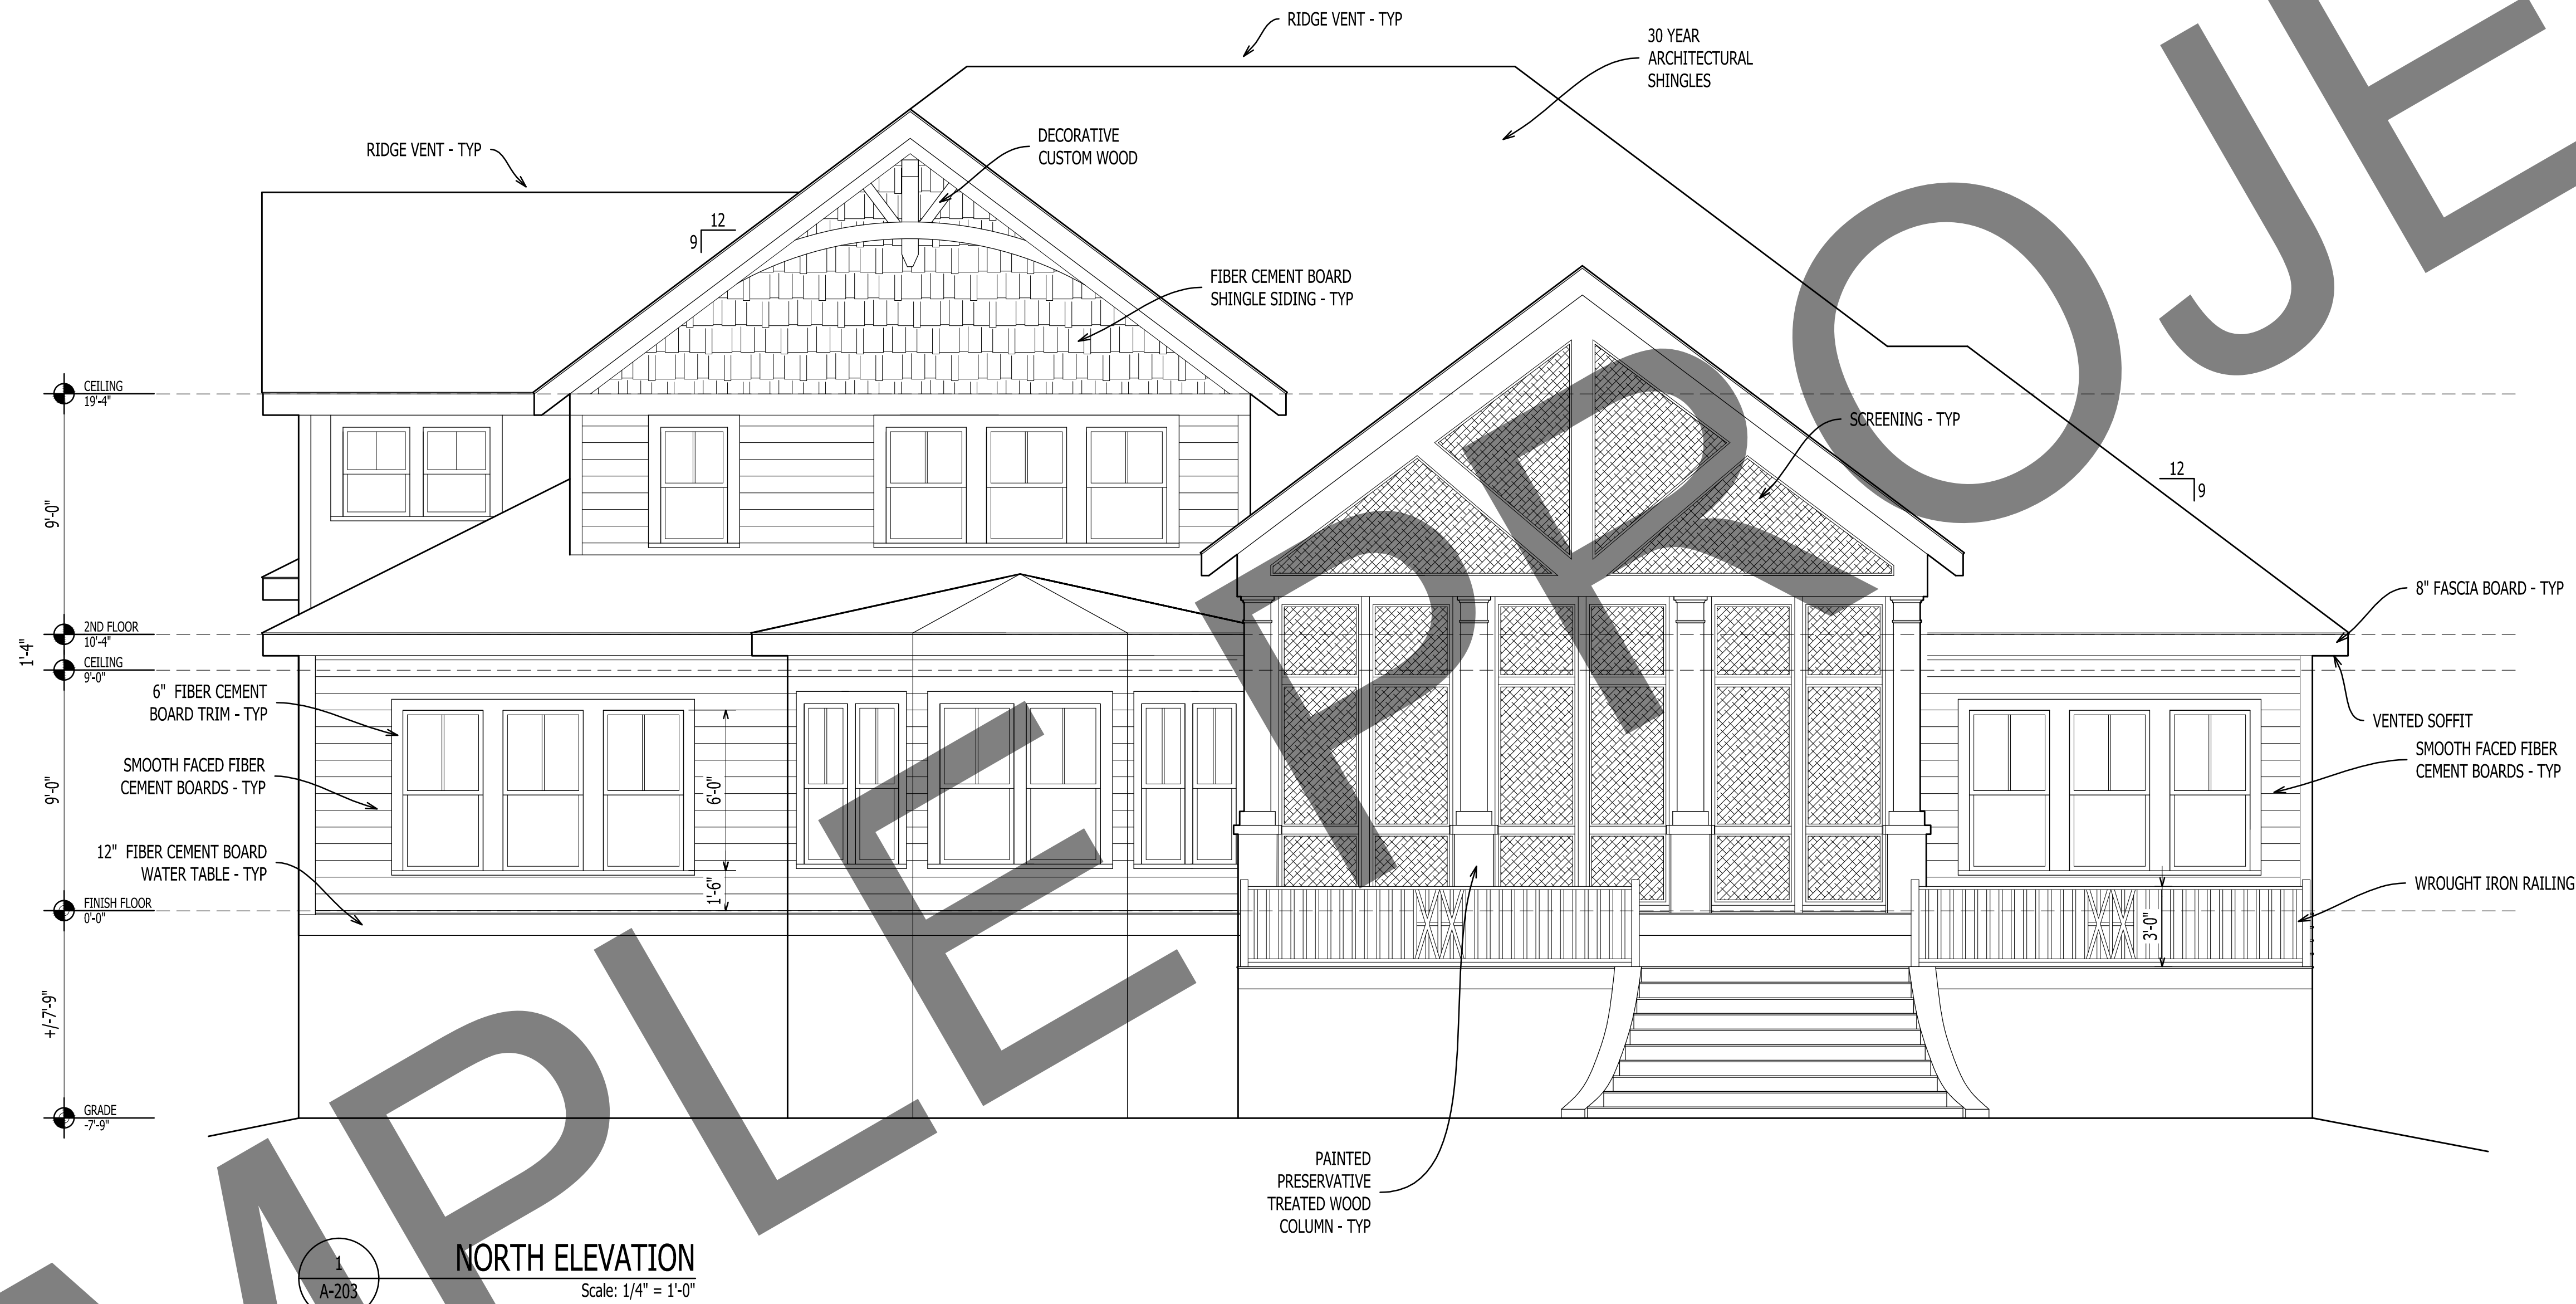 RIDGE VENT - TYP
30 YEAR
ARCHITECTURAL
SHINGLES
RIDGE VENT - TYP
DECORATIVE
CUSTOM WOOD
12
9
FIBER CEMENT BOARD
SHINGLE SIDING - TYP
CEILING
19'-4"
SCREENING - TYP
12
9
9'-0"
8" FASCIA BOARD - TYP
2ND FLOOR
10'-4"
1'-4"
CEILING
9'-0"
6" FIBER CEMENT
BOARD TRIM - TYP
VENTED SOFFIT
SMOOTH FACED FIBER
CEMENT BOARDS - TYP
SMOOTH FACED FIBER
CEMENT BOARDS - TYP
9'-0"
6'-0"
12" FIBER CEMENT BOARD
WATER TABLE - TYP
1'-6"
WROUGHT IRON RAILING
FINISH FLOOR
0'-0"
3'-0"
+/-7'-9"
GRADE
-7'-9"
PAINTED
PRESERVATIVE
TREATED WOOD
COLUMN - TYP
1
A-203
NORTH ELEVATION
Scale: 1/4" = 1'-0"
MPLE PROJE